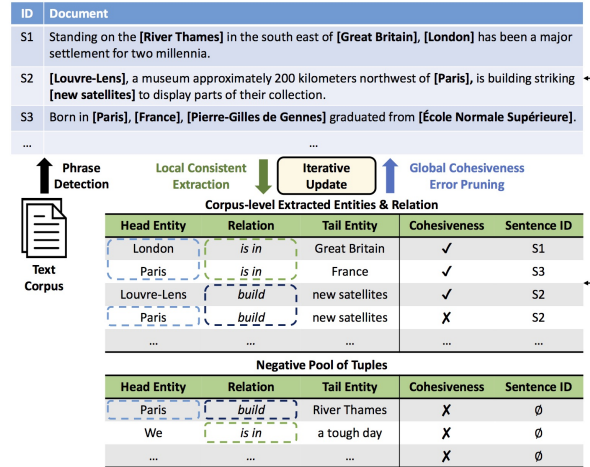 ID Document
S1 Standing on the [River Thames] in the south east of [Great Britain], [London] has been a major
settlement for two millennia.
S2 [Louvre-Lens], a museum approximately 200 kilometers northwest of [Paris], is building striking
[new satellites] to display parts of their collection.
S3 Born in [Paris], [France], [Pierre-Gilles de Gennes] graduated from [École Normale Supérieure].
... ...
Phrase Detection
Local Consistent Extraction
Iterative Update
Global Cohesiveness Error Pruning
Text Corpus
Corpus-level Extracted Entities & Relation
Head Entity Relation Tail Entity Cohesiveness Sentence ID
London is in Great Britain ✓ S1
Paris is in France ✓ S3
Louvre-Lens build new satellites ✓ S2
Paris build new satellites ✗ S2
... ... ... ... ...
Negative Pool of Tuples
Head Entity Relation Tail Entity Cohesiveness Sentence ID
Paris build River Thames ✗ ∅
We is in a tough day ✗ ∅
... ... ... ✗ ∅